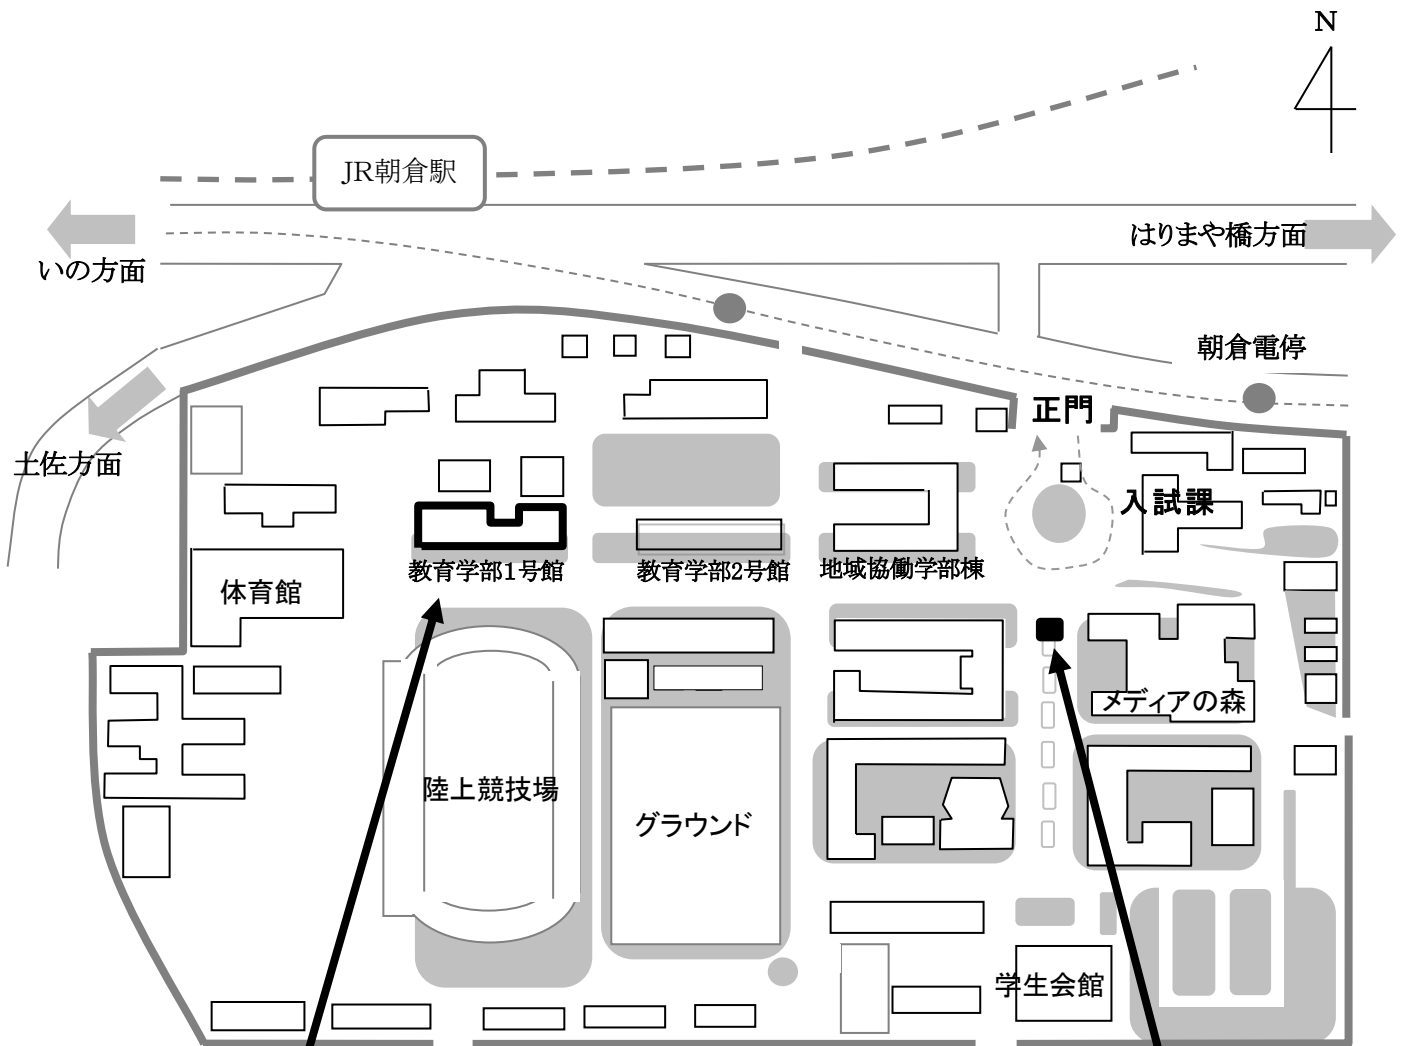 N
JR朝倉駅
はりまや橋方面
いの方面
朝倉電停
正門
土佐方面
入試課
教育学部1号館
教育学部2号館
地域協働学部棟
体育館
メディアの森
陸上競技場
グラウンド
学生会館